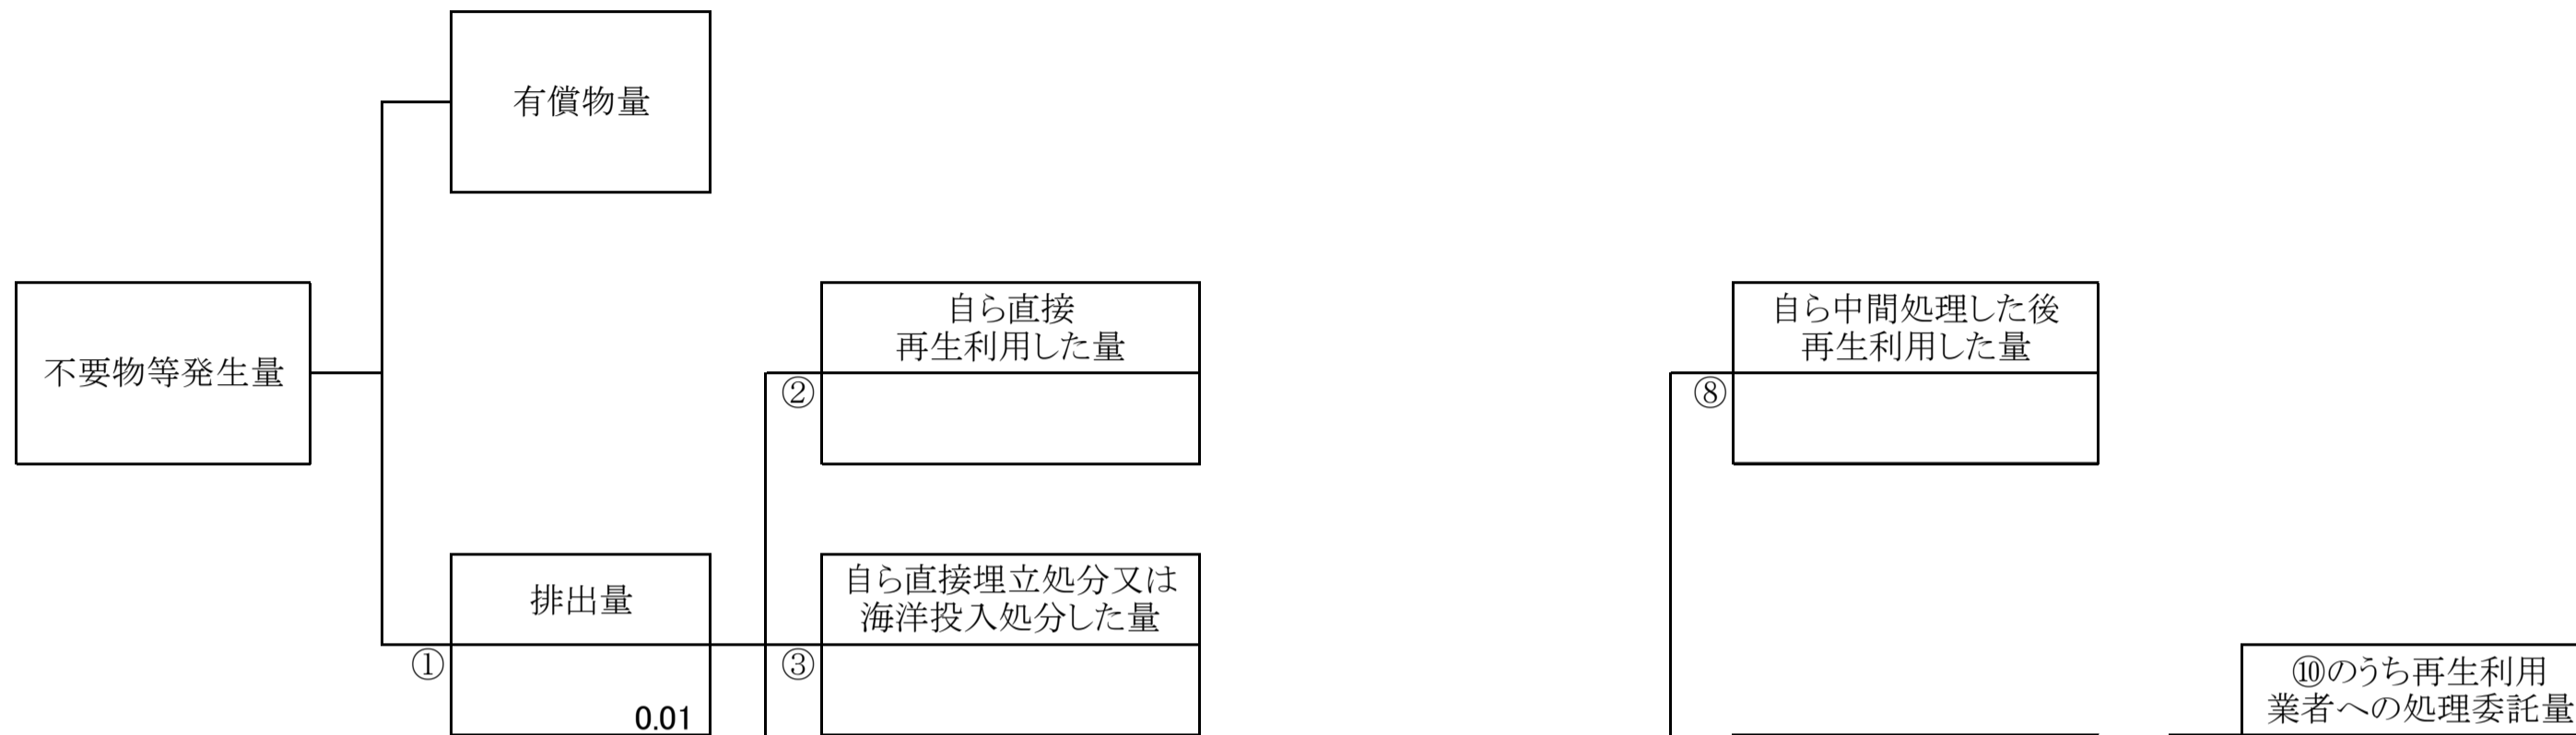 有償物量
不要物等発生量
自ら直接
再生利用した量
②
自ら中間処理した後
再生利用した量
⑧
排出量
①
0.01
自ら直接埋立処分又は
海洋投入処分した量
③
⑩のうち再生利用
業者への処理委託量